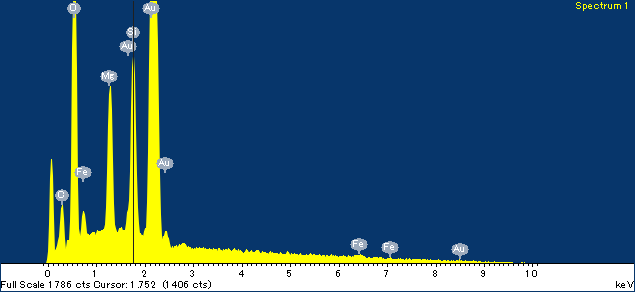 Spectrum 1
O Au
Si
Au
Mg
Au
Fe
O
Fe Fe Au
0 1 2 3 4 5 6 7 8 9 10
Full Scale 1786 cts Cursor: 1.752 (1406 cts) keV